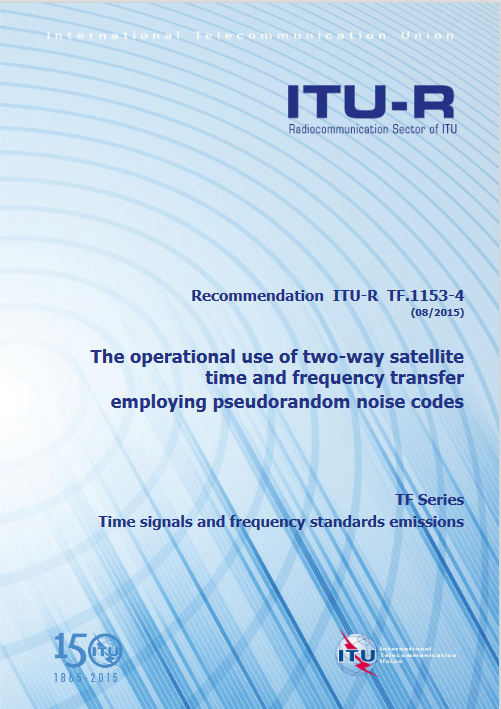 International Telecommunication Union
ITU-R
Radiocommunication Sector of ITU
Recommendation ITU-R TF.1153-4
(08/2015)
The operational use of two-way satellite
time and frequency transfer
employing pseudorandom noise codes
TF Series
Time signals and frequency standards emissions
150
ITU
1865-2015
ITU
International
Telecommunication
Union